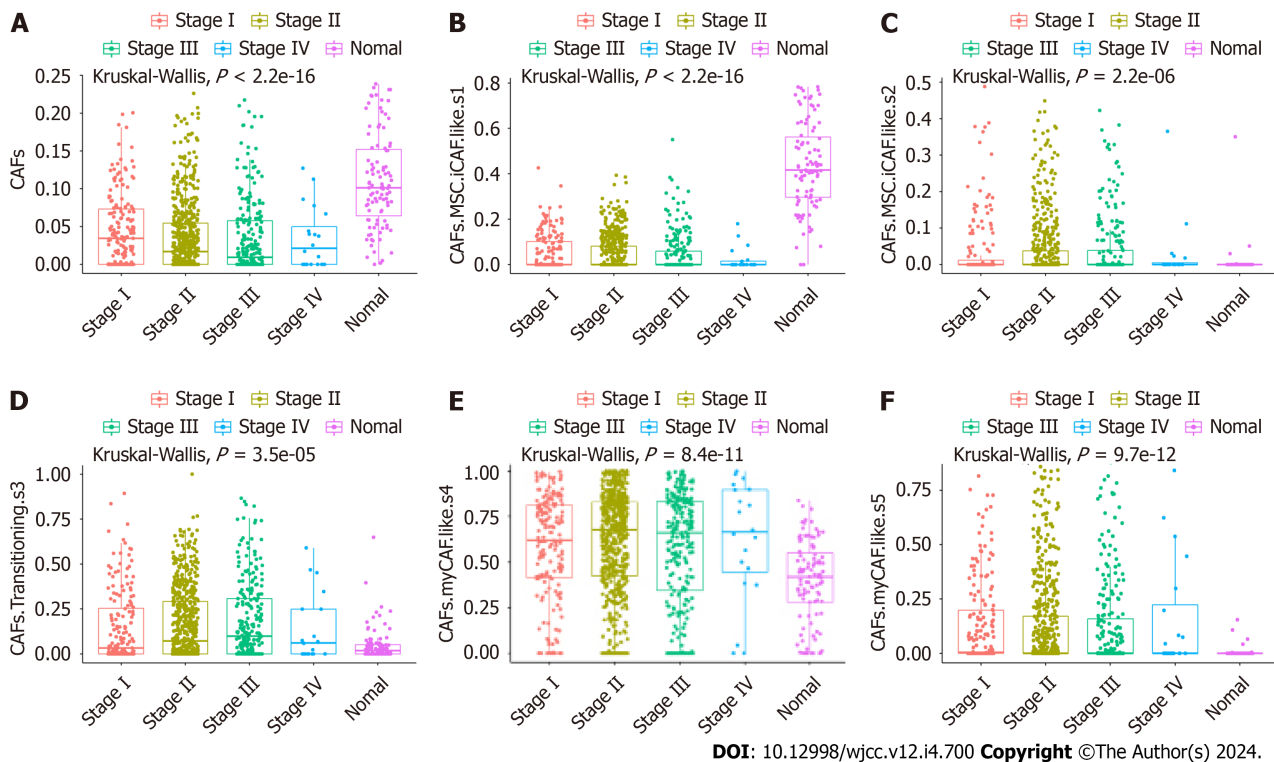 A
Stage I Stage II
Stage III Stage IV Nomal
Kruskal-Wallis, P < 2.2e-16
CAFs
0.25
0.20
0.15
0.10
0.05
0.00
Stage I
Stage II
Stage III
Stage IV
Nomal
B
Stage I Stage II
Stage III Stage IV Nomal
Kruskal-Wallis, P < 2.2e-16
CAFs.MSC.iCAF.like.s1
0.8
0.6
0.4
0.2
0.0
Stage I
Stage II
Stage III
Stage IV
Nomal
C
Stage I Stage II
Stage III Stage IV Nomal
Kruskal-Wallis, P = 2.2e-06
CAFs.MSC.iCAF.like.s2
0.5
0.4
0.3
0.2
0.1
0.0
Stage I
Stage II
Stage III
Stage IV
Nomal
D
Stage I Stage II
Stage III Stage IV Nomal
Kruskal-Wallis, P = 3.5e-05
CAFs.Transitioning.s3
1.00
0.75
0.50
0.25
0.00
Stage I
Stage II
Stage III
Stage IV
Nomal
E
Stage I Stage II
Stage III Stage IV Nomal
Kruskal-Wallis, P = 8.4e-11
CAFs.myCAF.like.s4
1.00
0.75
0.50
0.25
0.00
Stage I
Stage II
Stage III
Stage IV
Nomal
F
Stage I Stage II
Stage III Stage IV Nomal
Kruskal-Wallis, P = 9.7e-12
CAFs.myCAF.like.s5
0.75
0.50
0.25
0.00
Stage I
Stage II
Stage III
Stage IV
Nomal
DOI: 10.12998/wjcc.v12.i4.700 Copyright ©The Author(s) 2024.